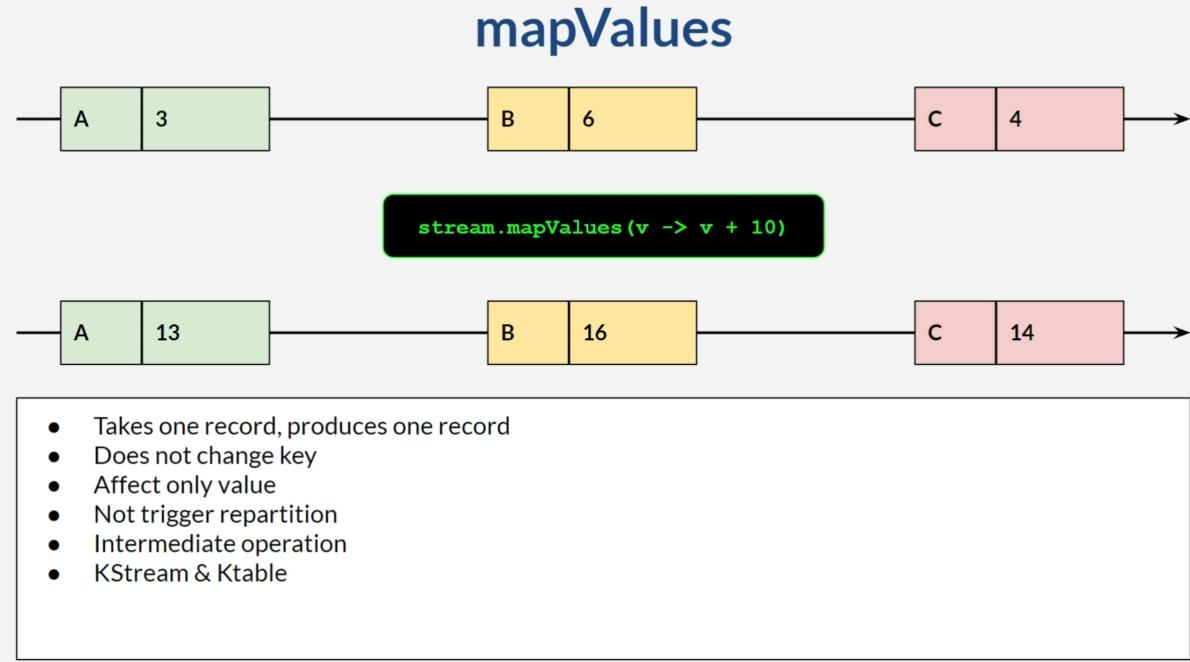 mapValues
A 3 B 6 C 4
stream.mapValues(v -> v + 10)
A 13 B 16 C 14
● Takes one record, produces one record
● Does not change key
● Affect only value
● Not trigger repartition
● Intermediate operation
● KStream & Ktable